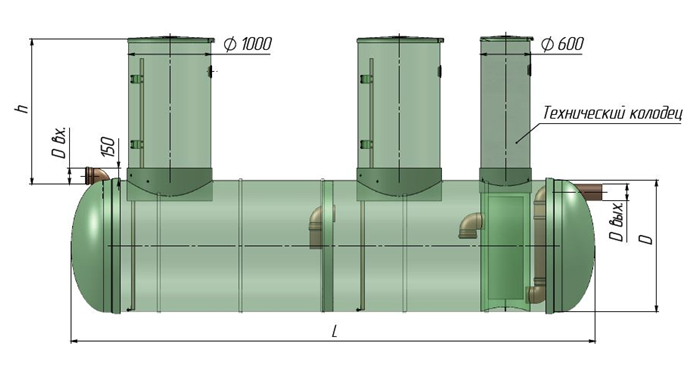 ⌀ 1000
⌀ 600
h
D вх.
150
Технический колодец
D вых.
D
L